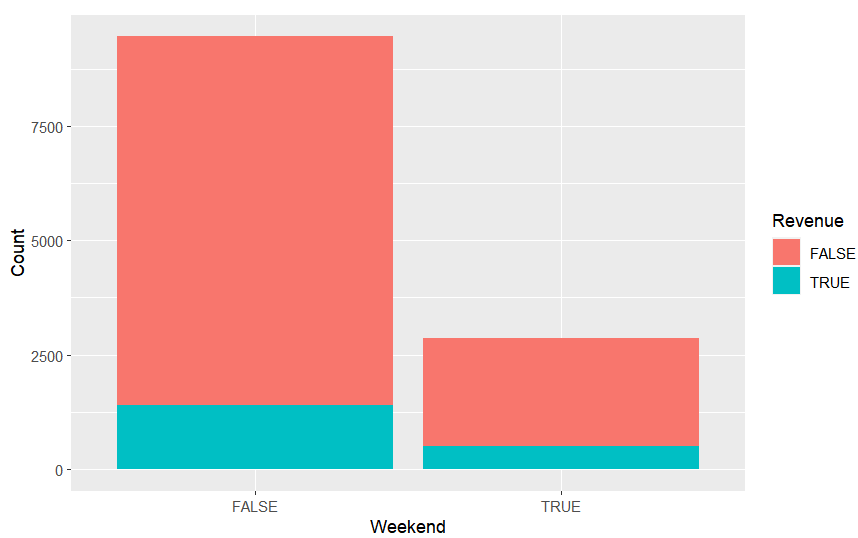 7500
5000
2500
0
Count
FALSE
TRUE
Weekend
Revenue
FALSE
TRUE